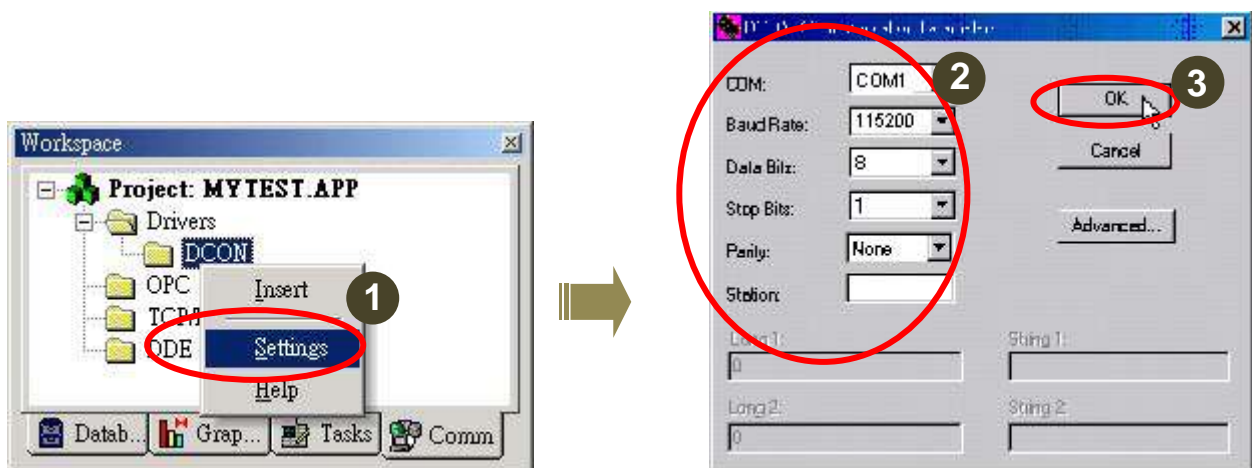 Workspace
Project: MYTEST.APP
Drivers
DCON
OPC
DDE
Insert
Settings
Help
1
Datab...
Grap...
Tasks
Comm
COM:
COM1
2
Baud Rate:
115200
Data Bits:
8
Stop Bits:
1
Parity:
None
Station:
OK
3
Cancel
Advanced...
Long 1:
0
String 1:
Long 2:
0
String 2: